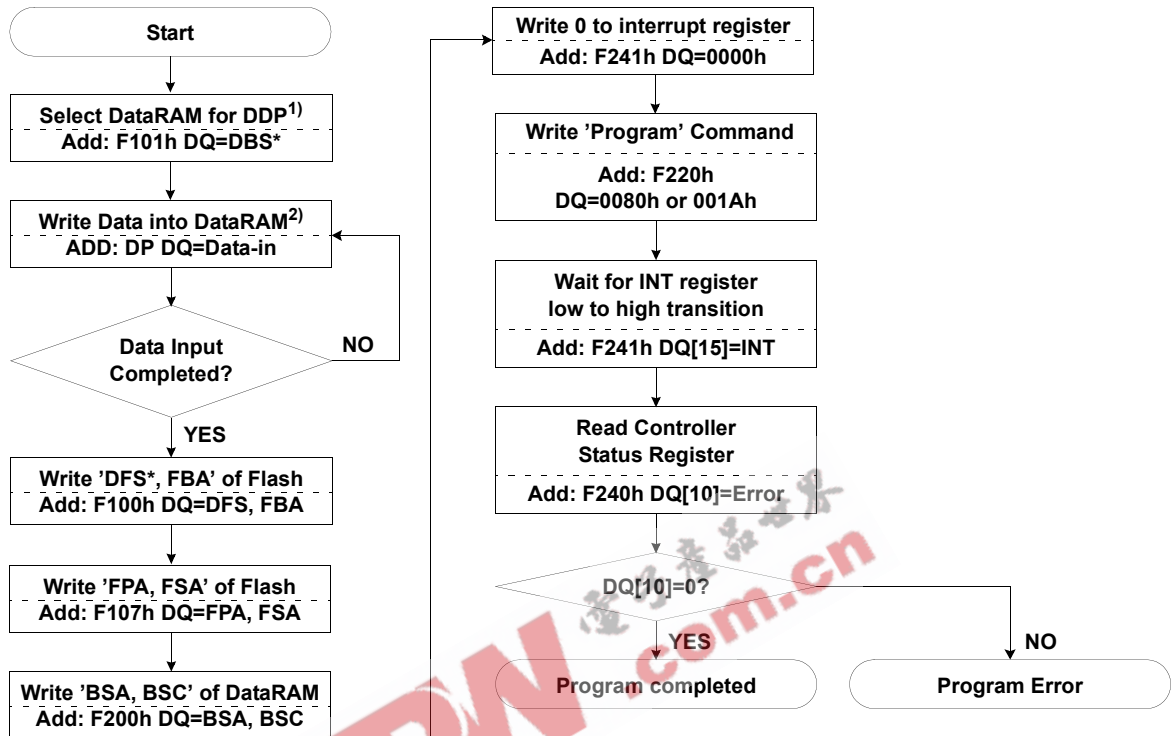 Start
Select DataRAM for DDP1)
Add: F101h DQ=DBS*
Write Data into DataRAM2)
ADD: DP DQ=Data-in
Data Input
Completed?
NO
YES
Write ’DFS*, FBA’ of Flash
Add: F100h DQ=DFS, FBA
Write ’FPA, FSA’ of Flash
Add: F107h DQ=FPA, FSA
Write ’BSA, BSC’ of DataRAM
Add: F200h DQ=BSA, BSC
Write 0 to interrupt register
Add: F241h DQ=0000h
Write ’Program’ Command
Add: F220h
DQ=0080h or 001Ah
Wait for INT register
low to high transition
Add: F241h DQ[15]=INT
Read Controller
Status Register
Add: F240h DQ[10]=Error
DQ[10]=0?
YES
NO
Program completed
Program Error
.com.cn